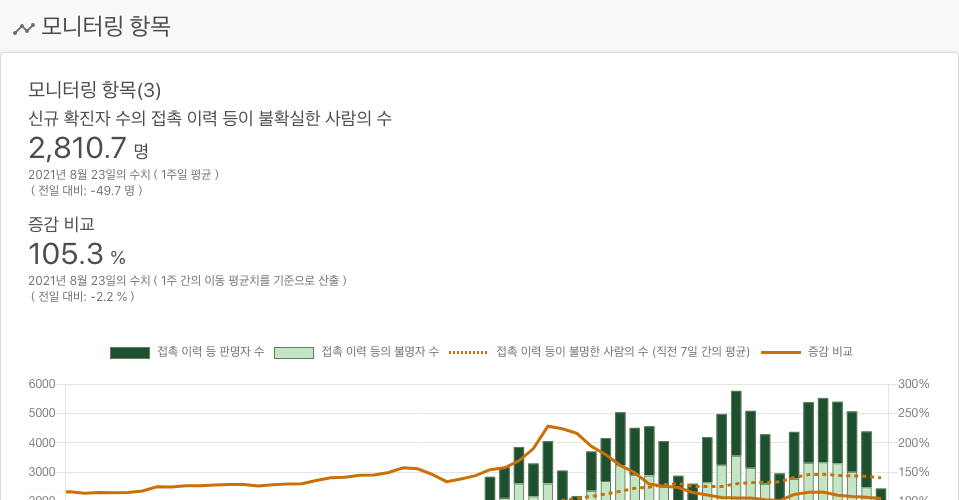 모니터링 항목
모니터링 항목(3)
신규 확진자 수의 접촉 이력 등이 불확실한 사람의 수
2,810.7 명
2021년 8월 23일의 수치 ( 1주일 평균 )
( 전일 대비: -49.7 명 )
증감 비교
105.3 %
2021년 8월 23일의 수치 ( 1주 간의 이동 평균치를 기준으로 산출 )
( 전일 대비: -2.2 % )
접촉 이력 등 판명자 수 접촉 이력 등의 불명자 수 접촉 이력 등이 불명한 사람의 수 (직전 7일 간의 평균) 증감 비교
6000 300%
5000 250%
4000 200%
3000 150%
2000 100%